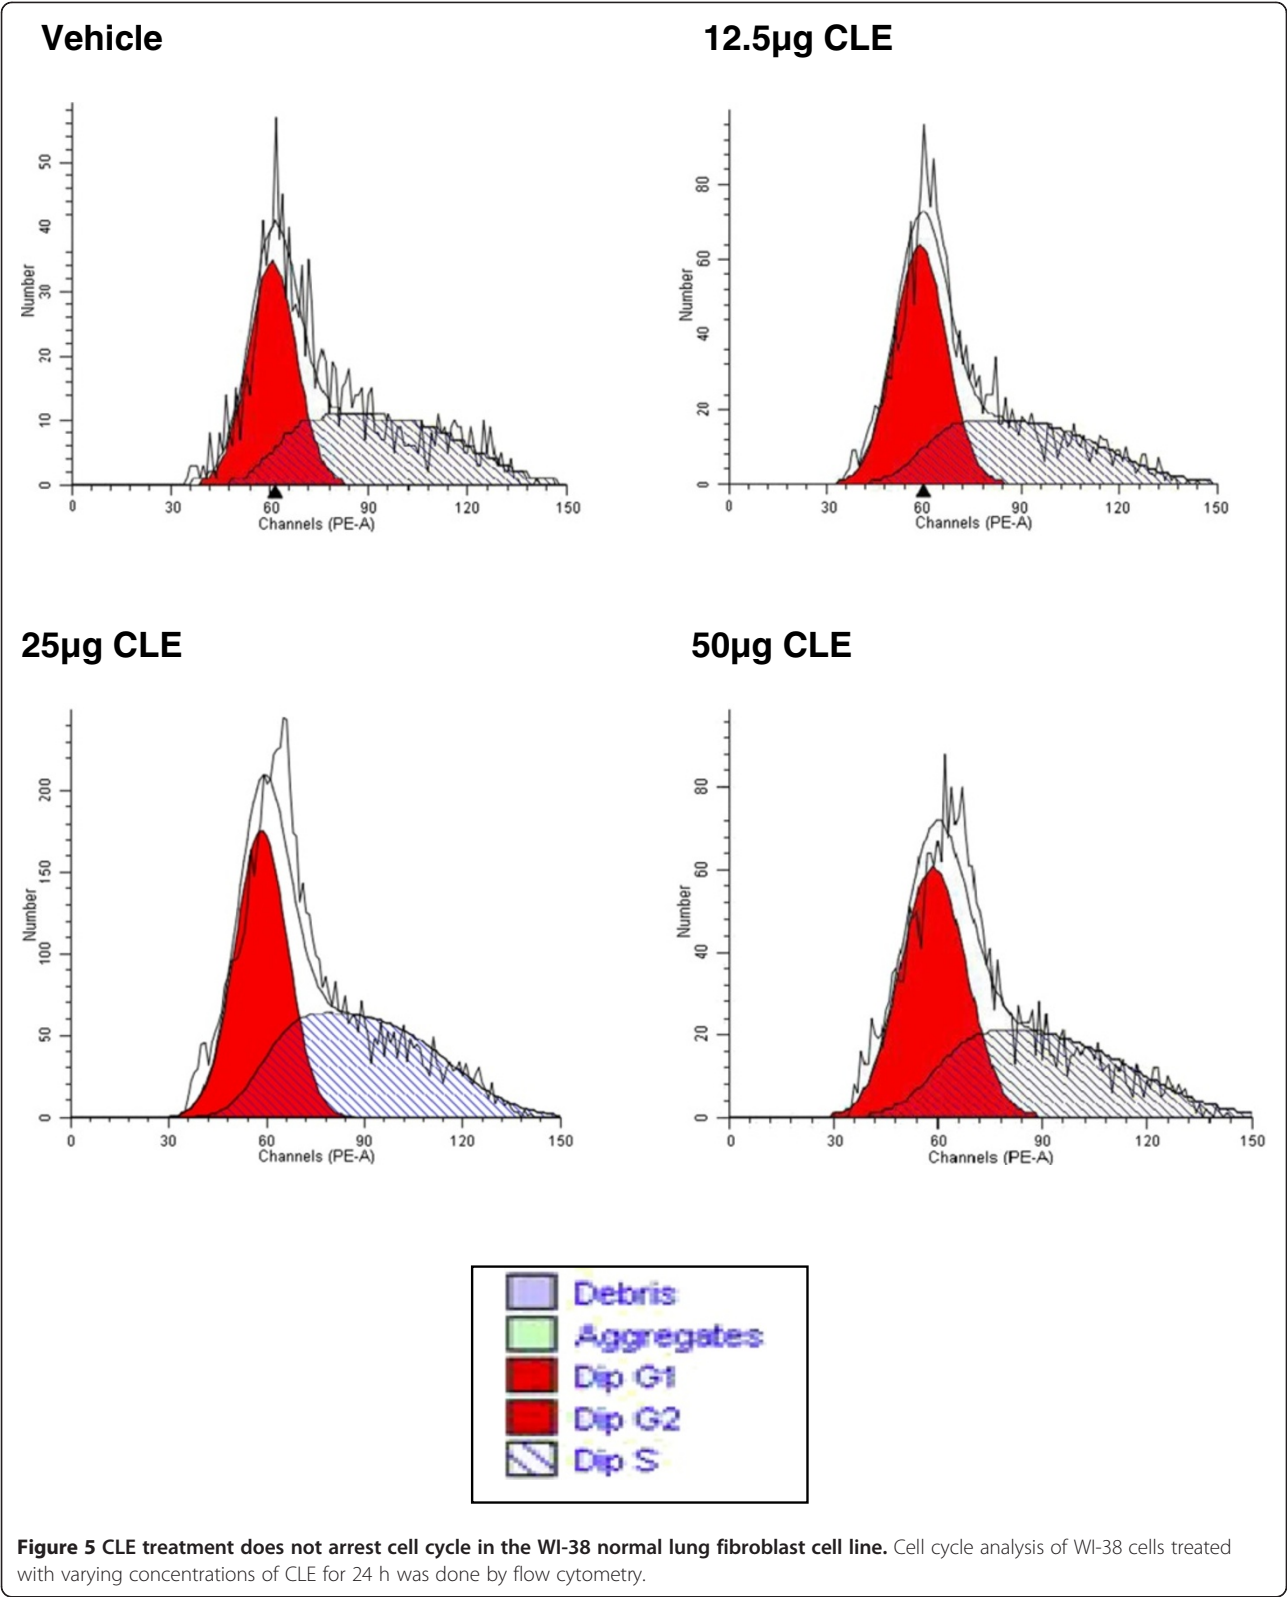 Vehicle
12.5µg CLE
50
40
30
20
10
0
Number
0 30 60 90 120 150
Channels (PE-A)
80
60
40
20
0
Number
0 30 60 90 120 150
Channels (PE-A)
25µg CLE
50µg CLE
200
150
100
50
0
Number
0 30 60 90 120 150
Channels (PE-A)
80
60
40
20
0
Number
0 30 60 90 120 150
Channels (PE-A)
Debris
Aggregates
Dip G1
Dip G2
Dip S
Figure 5 CLE treatment does not arrest cell cycle in the WI-38 normal lung fibroblast cell line. Cell cycle analysis of WI-38 cells treated
with varying concentrations of CLE for 24 h was done by flow cytometry.